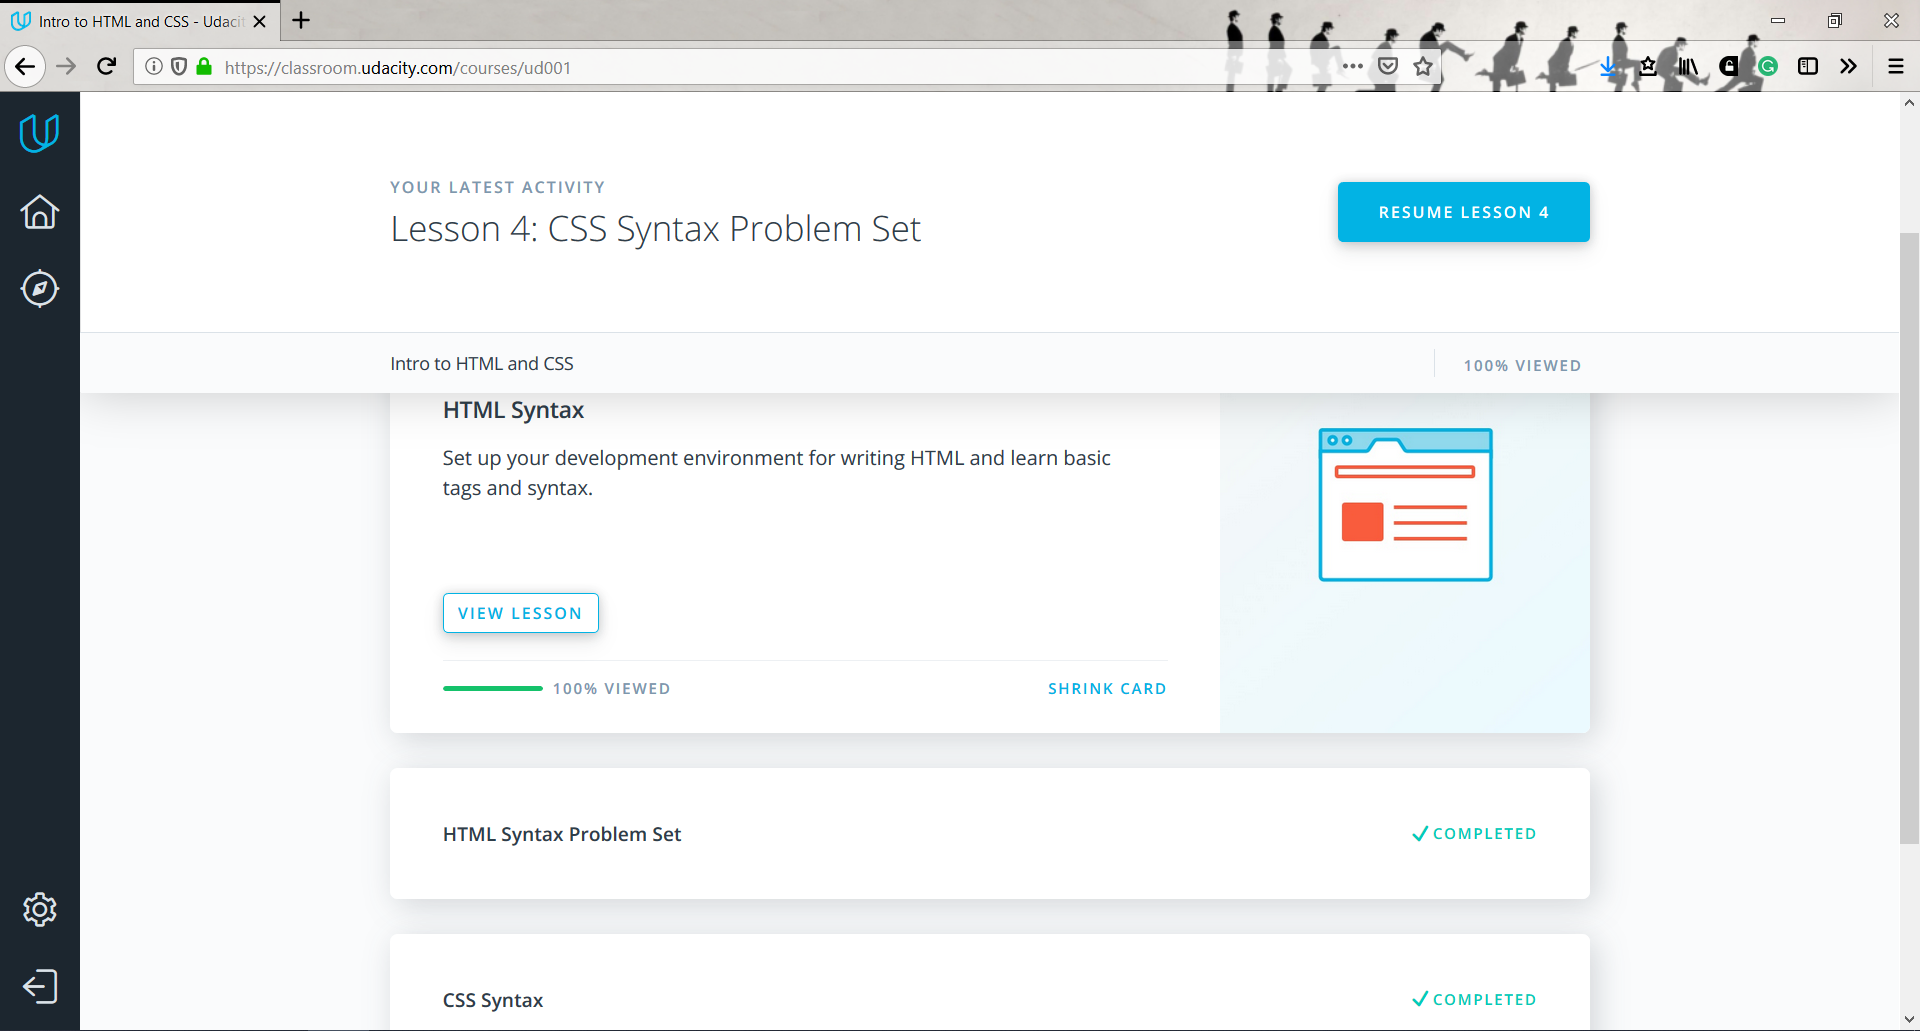 Intro to HTML and CSS - Udacit
https://classroom.udacity.com/courses/ud001
YOUR LATEST ACTIVITY
Lesson 4: CSS Syntax Problem Set
RESUME LESSON 4
Intro to HTML and CSS
100% VIEWED
HTML Syntax
Set up your development environment for writing HTML and learn basic
tags and syntax.
VIEW LESSON
100% VIEWED
SHRINK CARD
HTML Syntax Problem Set
COMPLETED
CSS Syntax
COMPLETED